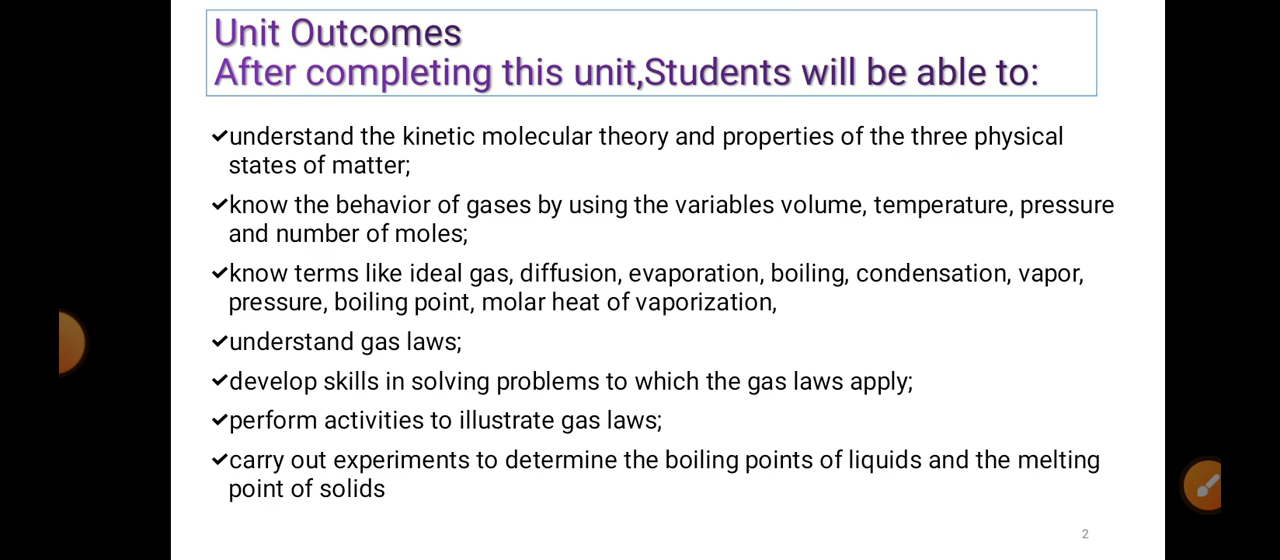 Unit Outcomes
After completing this unit,Students will be able to:
✓understand the kinetic molecular theory and properties of the three physical
states of matter;
✓know the behavior of gases by using the variables volume, temperature, pressure
and number of moles;
✓know terms like ideal gas, diffusion, evaporation, boiling, condensation, vapor,
pressure, boiling point, molar heat of vaporization,
✓understand gas laws;
✓develop skills in solving problems to which the gas laws apply;
✓perform activities to illustrate gas laws;
✓carry out experiments to determine the boiling points of liquids and the melting
point of solids
2